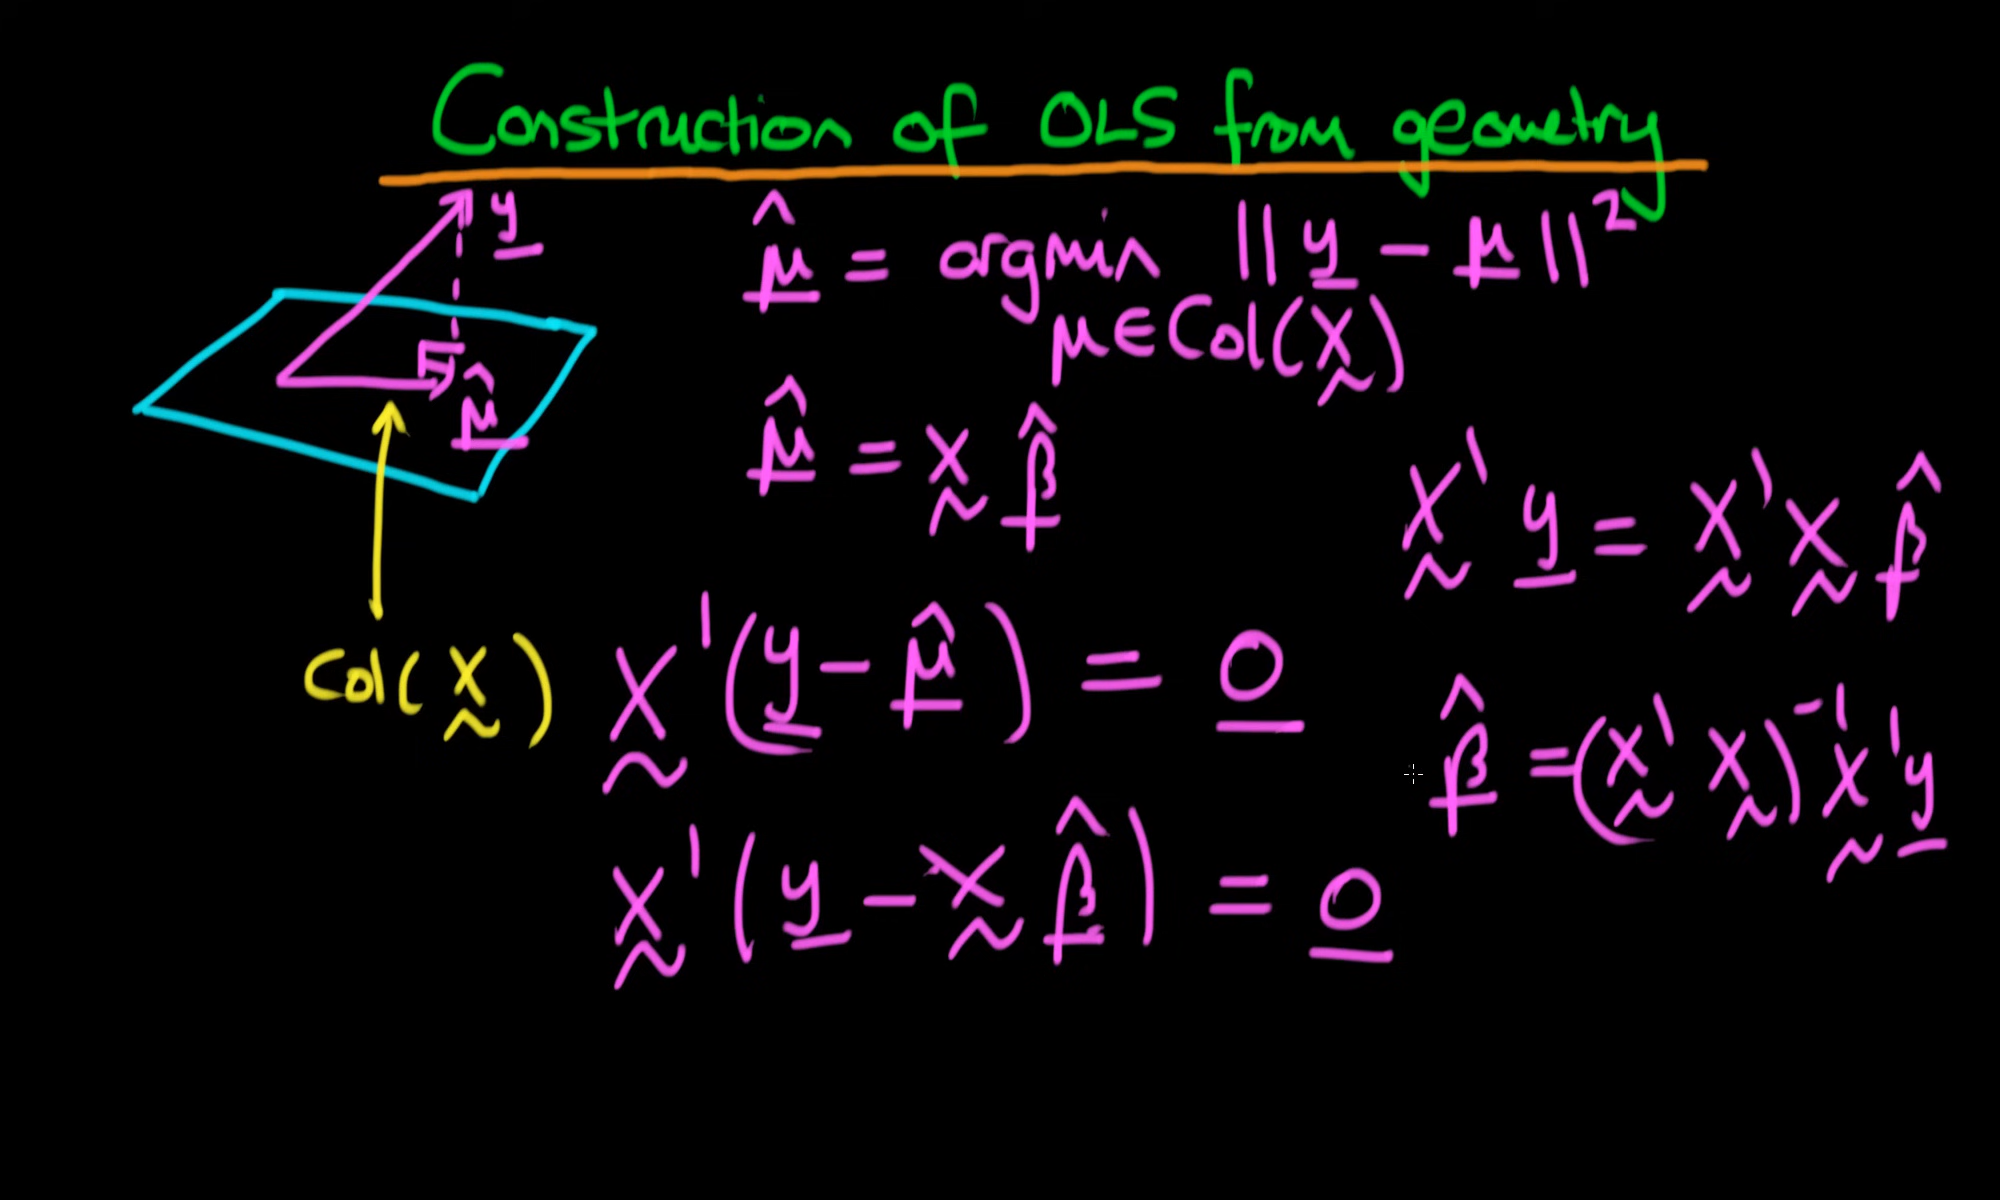 Construction of OLS from geometry
y
μ̂
Col(X)
μ̂ = argmin ||y - μ||²
μ∈Col(X)
μ̂ = X β̂
X'(y - μ̂) = 0
X'(y - X β̂) = 0
X'y = X'X β̂
β̂ = (X'X)⁻¹X'y